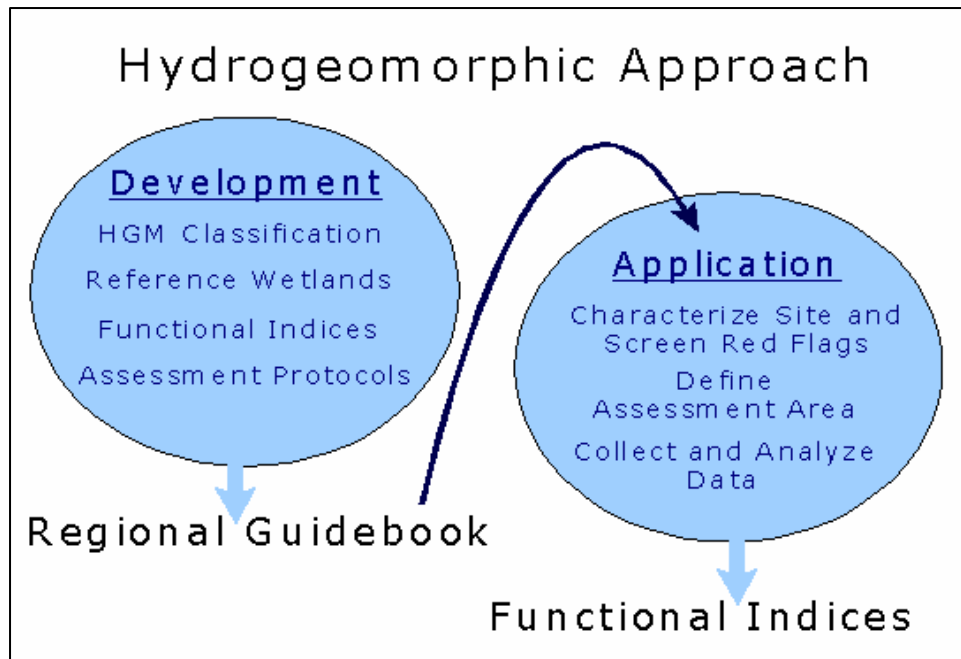 Hydrogeomorphic Approach
Development
HGM Classification
Reference Wetlands
Functional Indices
Assessment Protocols
Regional Guidebook
Application
Characterize Site and
Screen Red Flags
Define
Assessment Area
Collect and Analyze
Data
Functional Indices